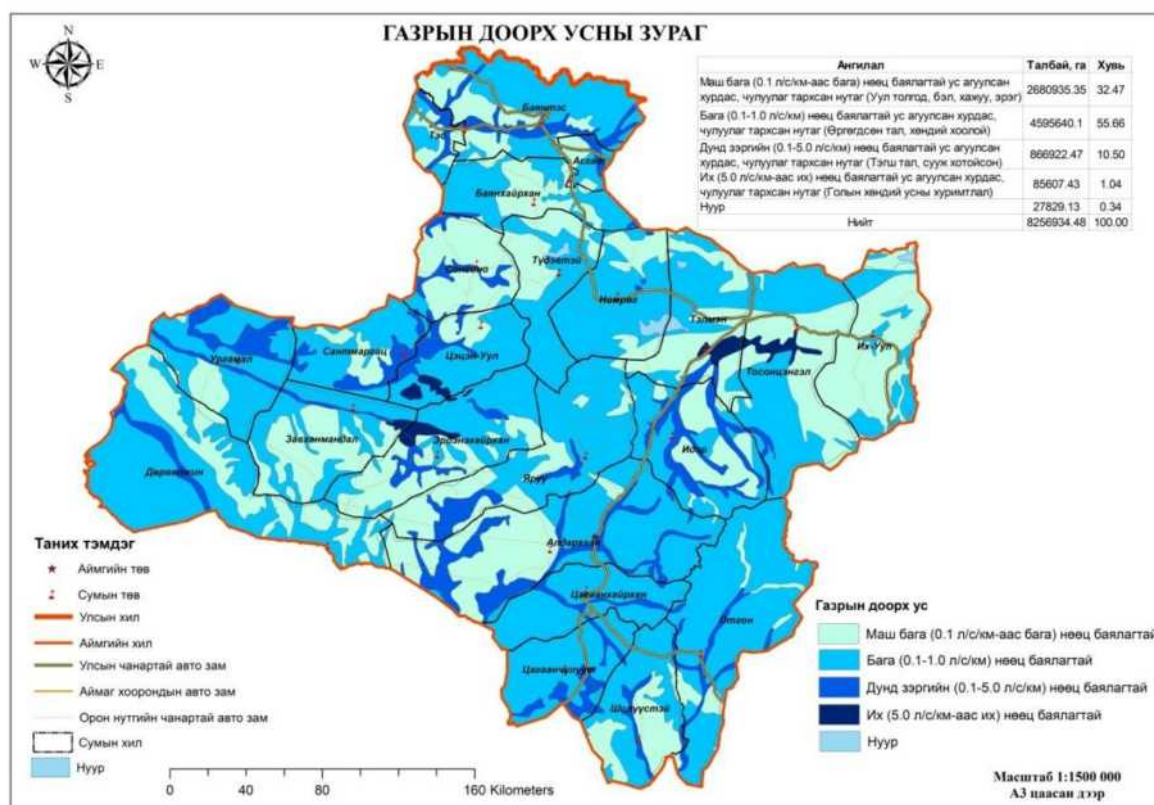 ГАЗРЫН ДООРХ УСНЫ ЗУРАГ
N
W E
S
Ангилал Талбай, га Хувь
Маш бага (0.1 л/с/км-аас бага) нөөц баялагтай ус агуулсан
хурдас, чулуулаг тархсан нутаг (Уул толгод, бэл, хажуу, эрэг) 2680935.35 32.47
Бага (0.1-1.0 л/с/км) нөөц баялагтай ус агуулсан хурдас,
чулуулаг тархсан нутаг (Өргөгдсөн тал, хөндий хоолой) 4595640.1 55.66
Дунд зэргийн (0.1-5.0 л/с/км) нөөц баялагтай ус агуулсан
хурдас, чулуулаг тархсан нутаг (Тэгш тал, сууж хотойсон) 866922.47 10.50
Их (5.0 л/с/км-аас их) нөөц баялагтай ус агуулсан хурдас,
чулуулаг тархсан нутаг (Голын хөндий усны хуримтлал) 85607.43 1.04
Нуур 27829.13 0.34
Нийт 8256934.48 100.00
Баянтэс
Тэс
Асгат
Баянхайрхан
Түдэвтэй
Сонгино
Нөмрөг
Тэлмэн
Их-Уул
Тосонцэнгэл
Ургамал
Сантмаргац
Цэцэн-Уул
Завханмандал
Эрдэнэхайрхан
Идэр
Дөрвөлжин
Яруу
Алдархаан
Цагаанхайрхан
Отгон
Цагаанчулуут
Шилүүстэй
Таних тэмдэг
Аймгийн төв
Сумын төв
Улсын хил
Аймгийн хил
Улсын чанартай авто зам
Аймаг хоорондын авто зам
Орон нутгийн чанартай авто зам
Сумын хил
Нуур
Газрын доорх ус
Маш бага (0.1 л/с/км-аас бага) нөөц баялагтай
Бага (0.1-1.0 л/с/км) нөөц баялагтай
Дунд зэргийн (0.1-5.0 л/с/км) нөөц баялагтай
Их (5.0 л/с/км-аас их) нөөц баялагтай
Нуур
0 40 80 160 Kilometers
Масштаб 1:1500 000
А3 цаасан дээр